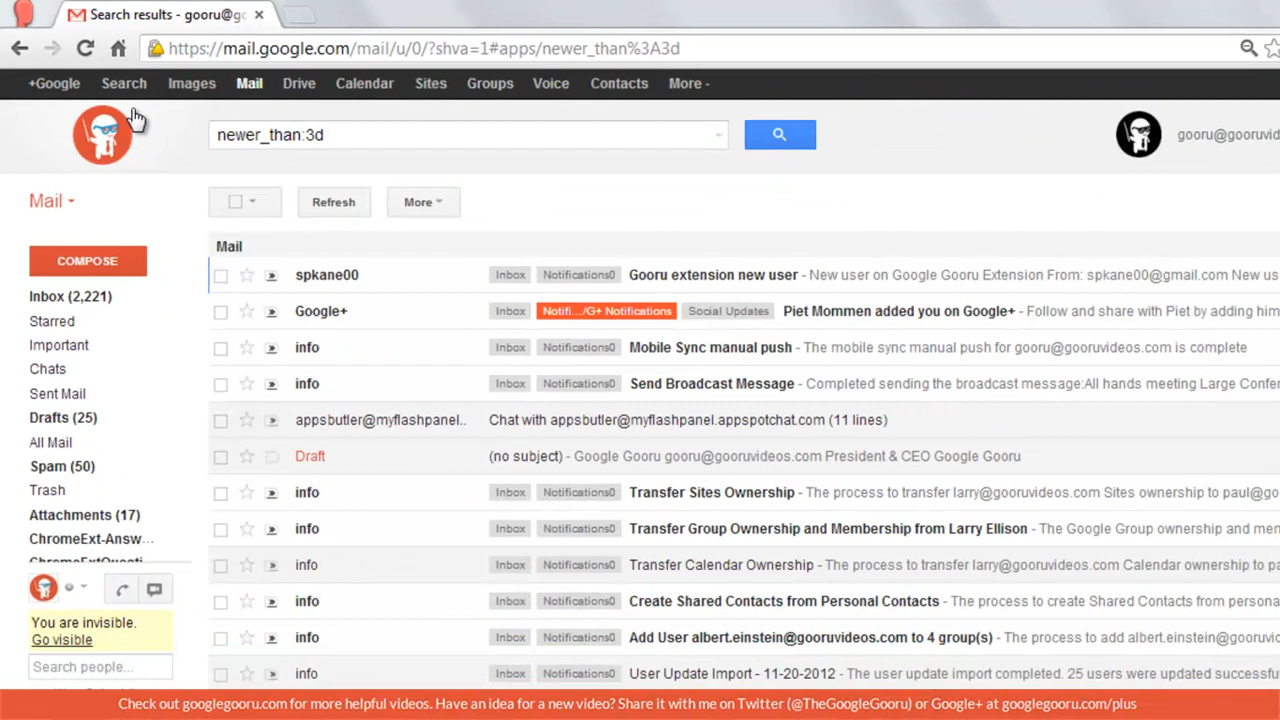 Search results - gooru@gc
https://mail.google.com/mail/u/0/?shva=1#apps/newer_than%3A3d
+Google Search Images Mail Drive Calendar Sites Groups Voice Contacts More -
newer_than:3d
gooru@gooruvide
Mail
Refresh
More
Mail
COMPOSE
Inbox (2,221)
Starred
Important
Chats
Sent Mail
Drafts (25)
All Mail
Spam (50)
Trash
Attachments (17)
ChromeExt-Answ...
You are invisible.
Go visible
Search people...
spkane00 Inbox Notifications0 Gooru extension new user - New user on Google Gooru Extension From: spkane00@gmail.com New us
Google+ Inbox Notifi.../G+ Notifications Social Updates Piet Mommen added you on Google+ - Follow and share with Piet by adding him
info Inbox Notifications0 Mobile Sync manual push - The mobile sync manual push for gooru@gooruvideos.com is complete
info Inbox Notifications0 Send Broadcast Message - Completed sending the broadcast message:All hands meeting Large Confe
appsbutler@myflashpanel.. Chat with appsbutler@myflashpanel.appspotchat.com (11 lines)
Draft (no subject) - Google Gooru gooru@gooruvideos.com President & CEO Google Gooru
info Inbox Notifications0 Transfer Sites Ownership - The process to transfer larry@gooruvideos.com Sites ownership to paul@go
info Inbox Notifications0 Transfer Group Ownership and Membership from Larry Ellison - The Google Group ownership and mem
info Inbox Notifications0 Transfer Calendar Ownership - The process to transfer larry@gooruvideos.com Calendar ownership to p
info Inbox Notifications0 Create Shared Contacts from Personal Contacts - The process to create Shared Contacts from persona
info Inbox Notifications0 Add User albert.einstein@gooruvideos.com to 4 group(s) - The process to add albert.einstein@gooruvideo
info Inbox Notifications0 User Update Import - 11-20-2012 - The user update import completed. 25 users were updated successfu
Check out googlegooru.com for more helpful videos. Have an idea for a new video? Share it with me on Twitter (@TheGoogleGooru) or Google+ at googlegooru.com/plus